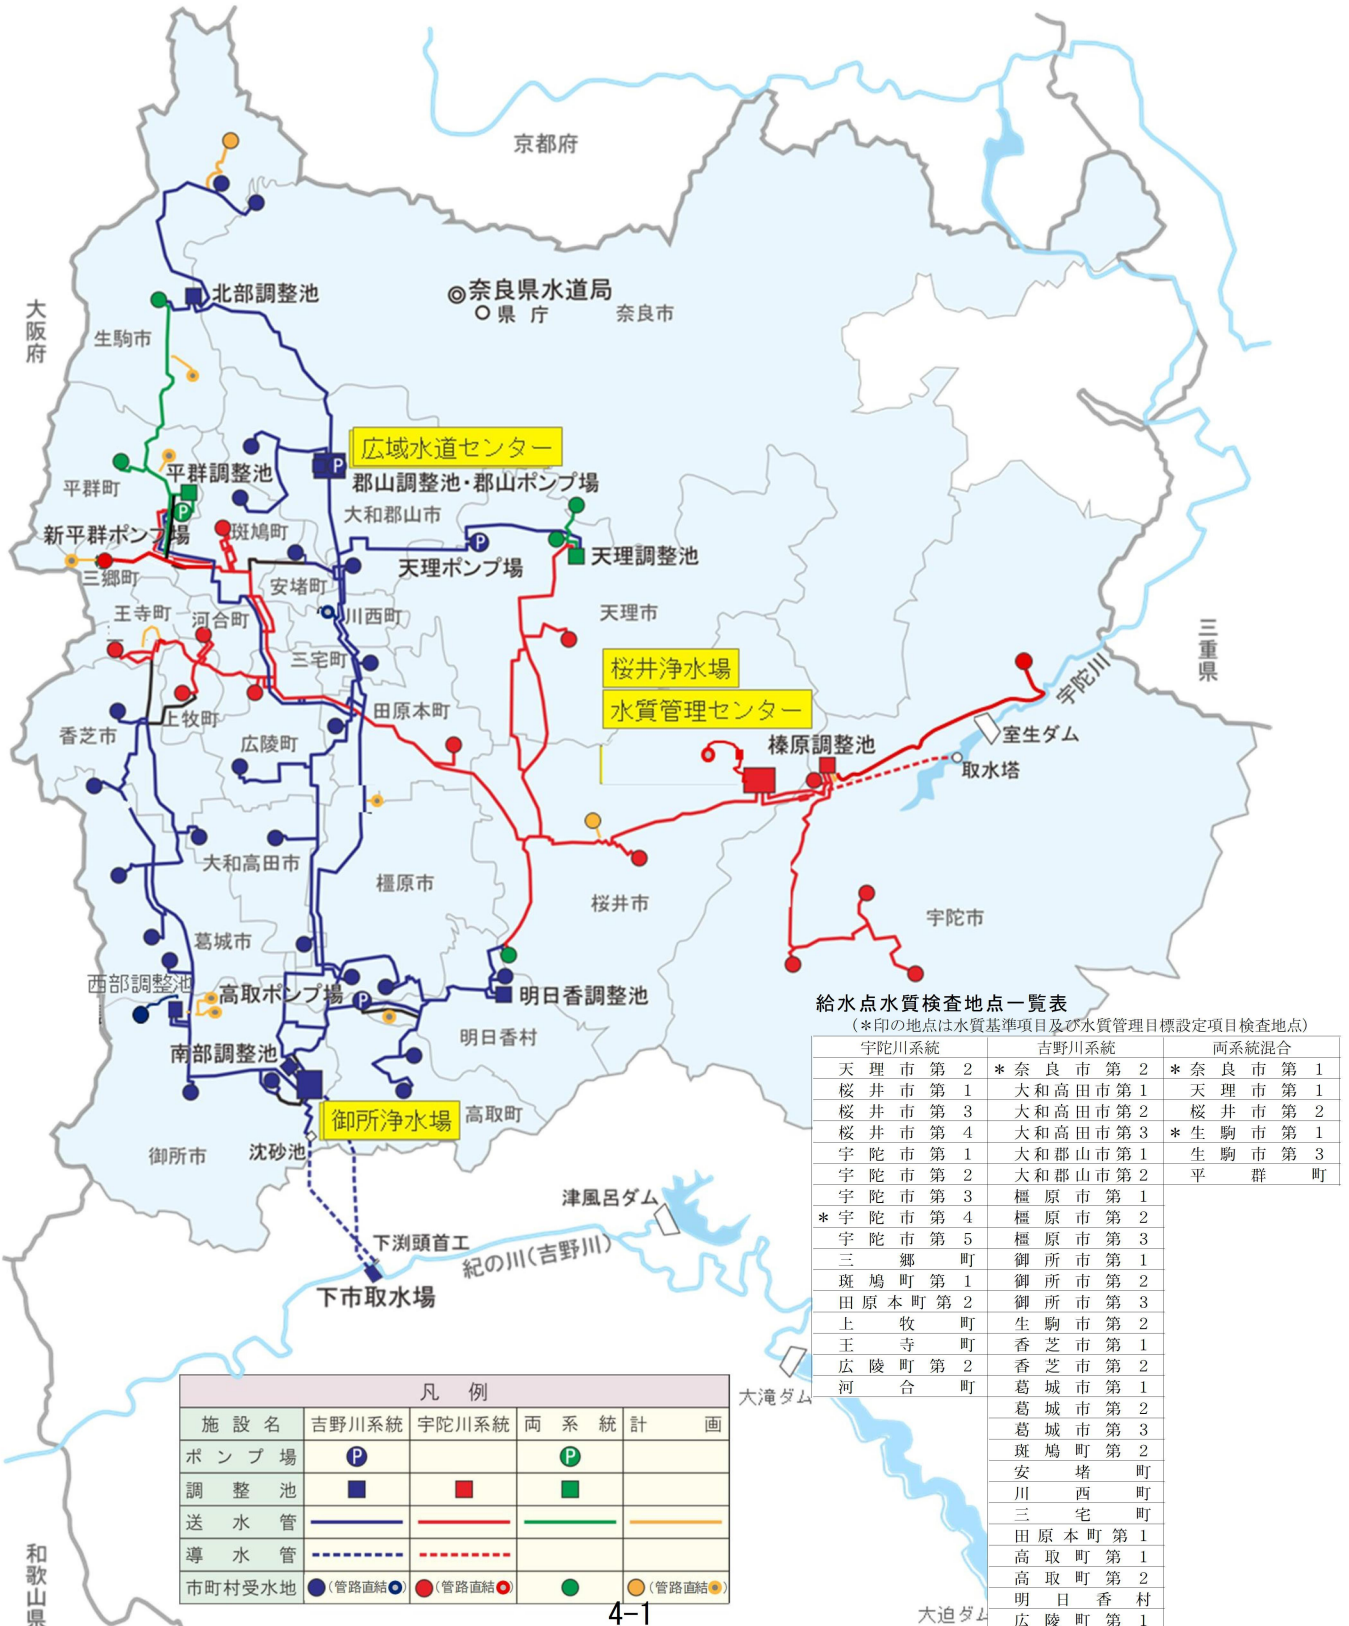 京都府
大阪府
北部調整池
◎奈良県水道局
○県庁
奈良市
生駒市
広域水道センター
平群調整池
郡山調整池・郡山ポンプ場
平群町
大和郡山市
新平群ポンプ場
斑鳩町
天理ポンプ場
天理調整池
三郷町
安堵町
王寺町
河合町
川西町
天理市
三重県
三宅町
桜井浄水場
宇陀川
水質管理センター
上牧町
田原本町
香芝市
広陵町
榛原調整池
室生ダム
取水塔
大和高田市
橿原市
桜井市
宇陀市
葛城市
西部調整池
高取ポンプ場
明日香調整池
明日香村
南部調整池
御所浄水場
高取町
沈砂池
御所市
津風呂ダム
下渕頭首工
紀の川(吉野川)
下市取水場
大滝ダム
和歌山県
大迫ダム
給水点水質検査地点一覧表
(*印の地点は水質基準項目及び水質管理目標設定項目検査地点)
宇陀川系統 吉野川系統 両系統混合
天理市第2 *奈良市第2 *奈良市第1
桜井市第1 大和高田市第1 天理市第1
桜井市第3 大和高田市第2 桜井市第2
桜井市第4 大和高田市第3 *生駒市第1
宇陀市第1 大和郡山市第1 生駒市第3
宇陀市第2 大和郡山市第2 平群町
宇陀市第3 橿原市第1
*宇陀市第4 橿原市第2
宇陀市第5 橿原市第3
三郷町 御所市第1
斑鳩町第1 御所市第2
田原本町第2 御所市第3
上牧町 生駒市第2
王寺町 香芝市第1
広陵町第2 香芝市第2
河合町 葛城市第1
葛城市第2
葛城市第3
斑鳩町第2
安堵町
川西町
三宅町
田原本町第1
高取町第1
高取町第2
明日香村
広陵町第1
凡例
施設名 吉野川系統 宇陀川系統 両系統 計画
ポンプ場 P P
調整池
送水管
導水管
市町村受水地 (管路直結) (管路直結) (管路直結)
4-1